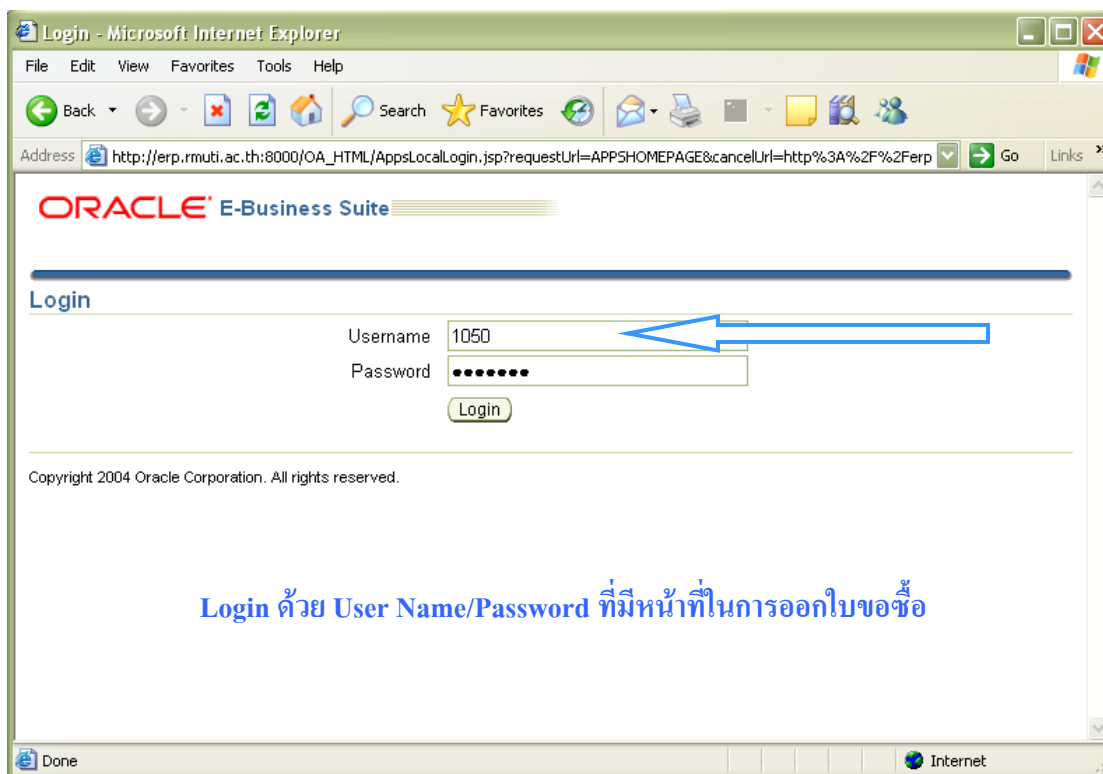 Login - Microsoft Internet Explorer
File Edit View Favorites Tools Help
Back Search Favorites
Address http://erp.rmuti.ac.th:8000/OA_HTML/AppsLocalLogin.jsp?requestUrl=APPSHOMEPAGE&cancelUrl=http%3A%2F%2Ferp Go Links »
ORACLE E-Business Suite
Login
Username 1050
Password •••••••
Login
Copyright 2004 Oracle Corporation. All rights reserved.
Login ด้วย User Name/Password ที่มีหน้าที่ในการออกใบขอซื้อ
Done Internet